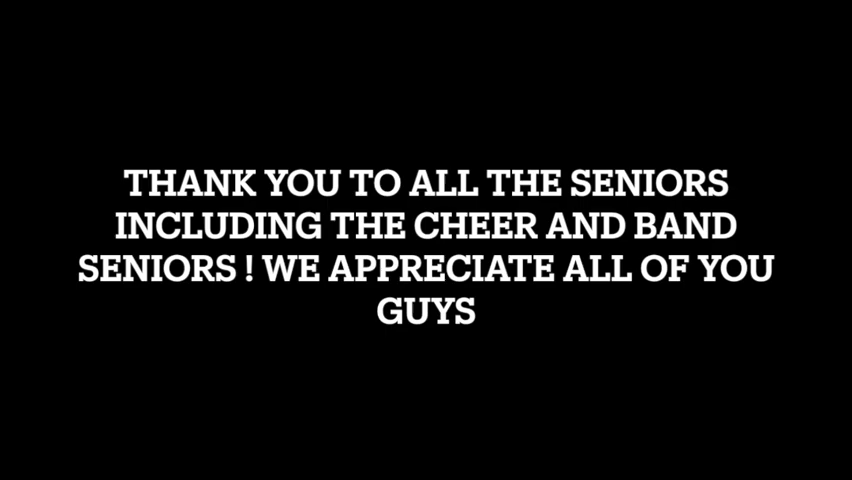 THANK YOU TO ALL THE SENIORS
INCLUDING THE CHEER AND BAND
SENIORS ! WE APPRECIATE ALL OF YOU
GUYS